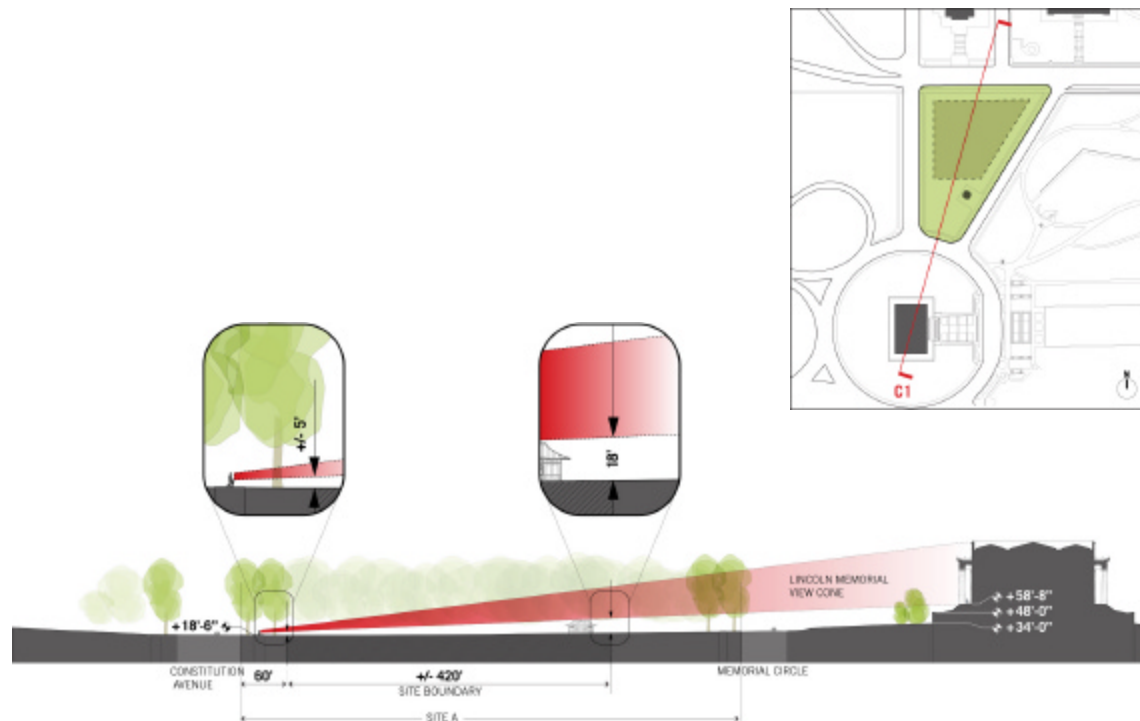 N
C1
+/- 5'
18'
LINCOLN MEMORIAL
VIEW CONE
+58'-8"
+48'-0"
+34'-0"
+18'-6"
CONSTITUTION
AVENUE
60'
+/- 420'
SITE BOUNDARY
MEMORIAL CIRCLE
SITE A